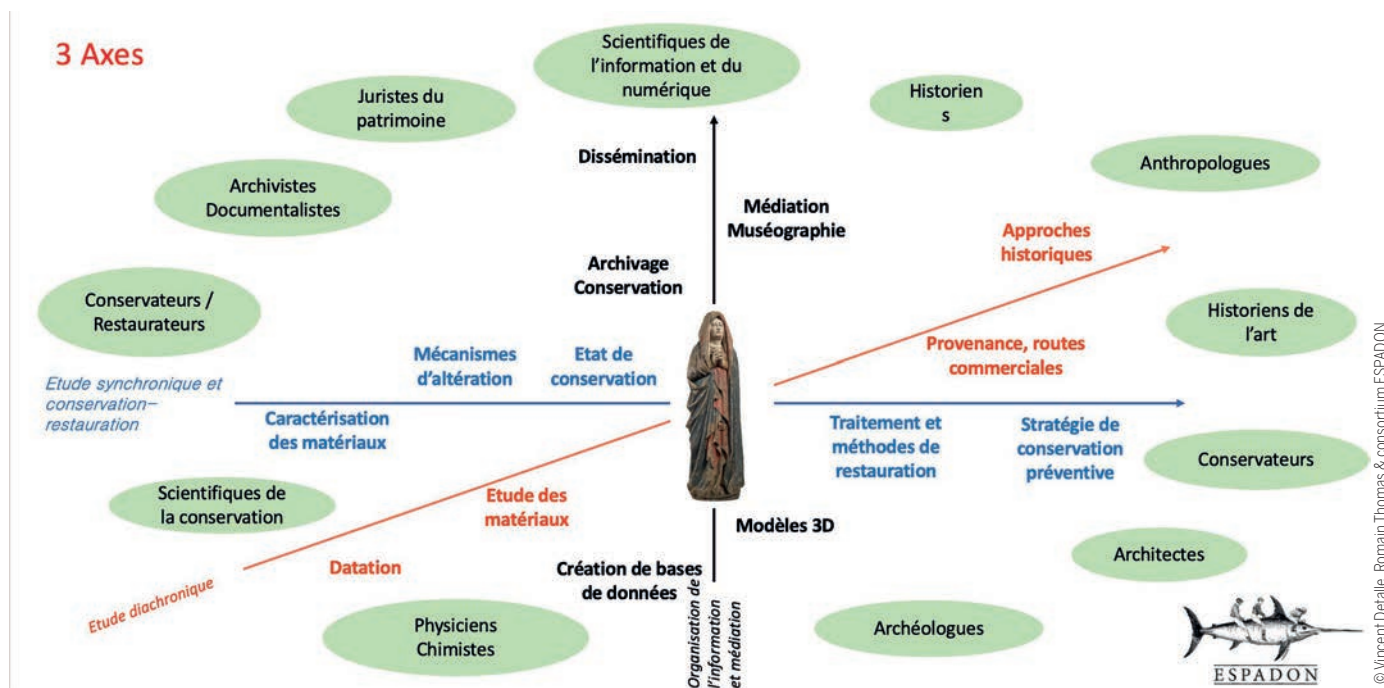 3 Axes
Scientifiques de
l’information et du
numérique
Juristes du
patrimoine
Historien
s
Dissémination
Anthropologues
Archivistes
Documentalistes
Médiation
Muséographie
Approches
historiques
Archivage
Conservation
Conservateurs /
Restaurateurs
Historiens de
l’art
Provenance, routes
commerciales
Mécanismes
d’altération
Etat de
conservation
Etude synchronique et
conservation–
restauration
Caractérisation
des matériaux
Traitement et
méthodes de
restauration
Stratégie de
conservation
préventive
Conservateurs
Scientifiques de
la conservation
Etude des
matériaux
Modèles 3D
Architectes
Datation
Création de bases
de données
Etude diachronique
Physiciens
Chimistes
Organisation de
l’information
et médiation
Archéologues
ESPADON
© Vincent Detalle, Romain Thomas & consortium ESPADON